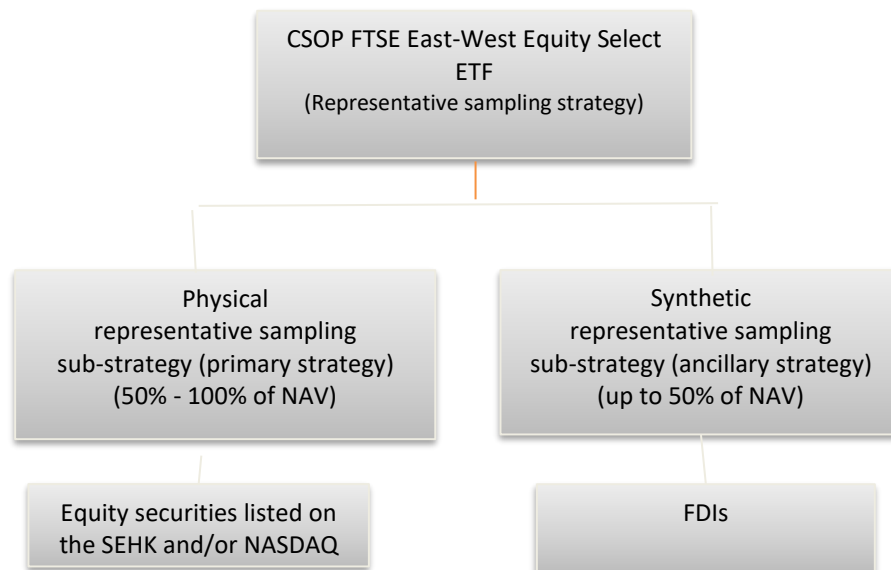 CSOP FTSE East-West Equity Select
ETF
(Representative sampling strategy)
Physical
representative sampling
sub-strategy (primary strategy)
(50% - 100% of NAV)
Synthetic
representative sampling
sub-strategy (ancillary strategy)
(up to 50% of NAV)
Equity securities listed on
the SEHK and/or NASDAQ
FDIs